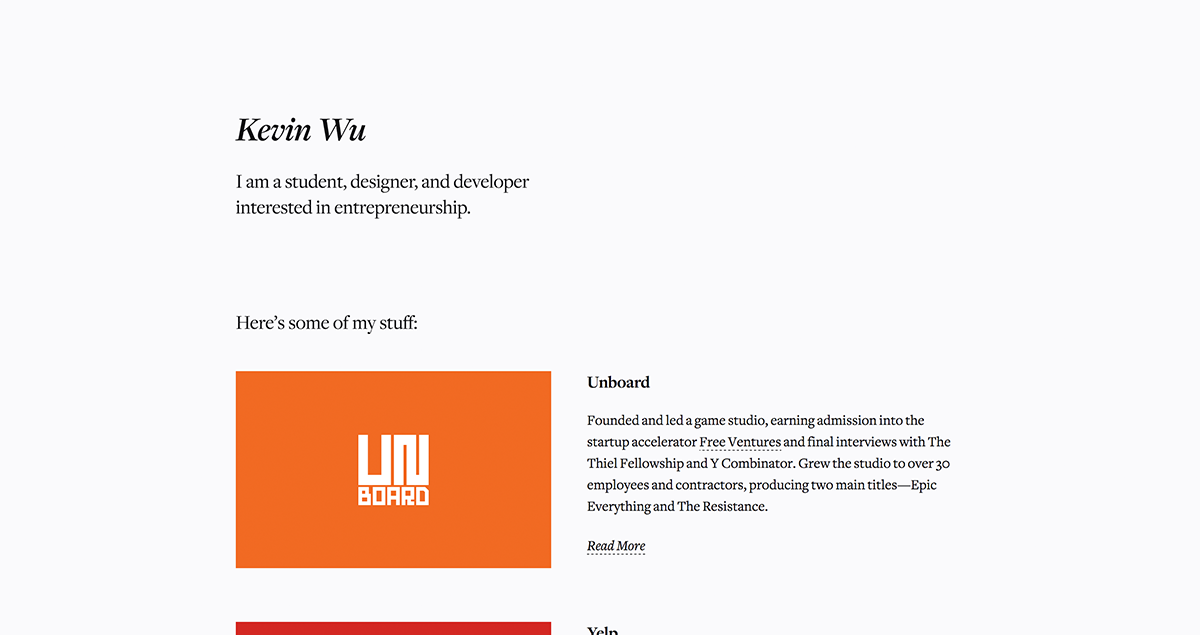 Kevin Wu
I am a student, designer, and developer
interested in entrepreneurship.
Here’s some of my stuff:
UN
BOARD
Unboard
Founded and led a game studio, earning admission into the
startup accelerator Free Ventures and final interviews with The
Thiel Fellowship and Y Combinator. Grew the studio to over 30
employees and contractors, producing two main titles—Epic
Everything and The Resistance.
Read More
Yelp